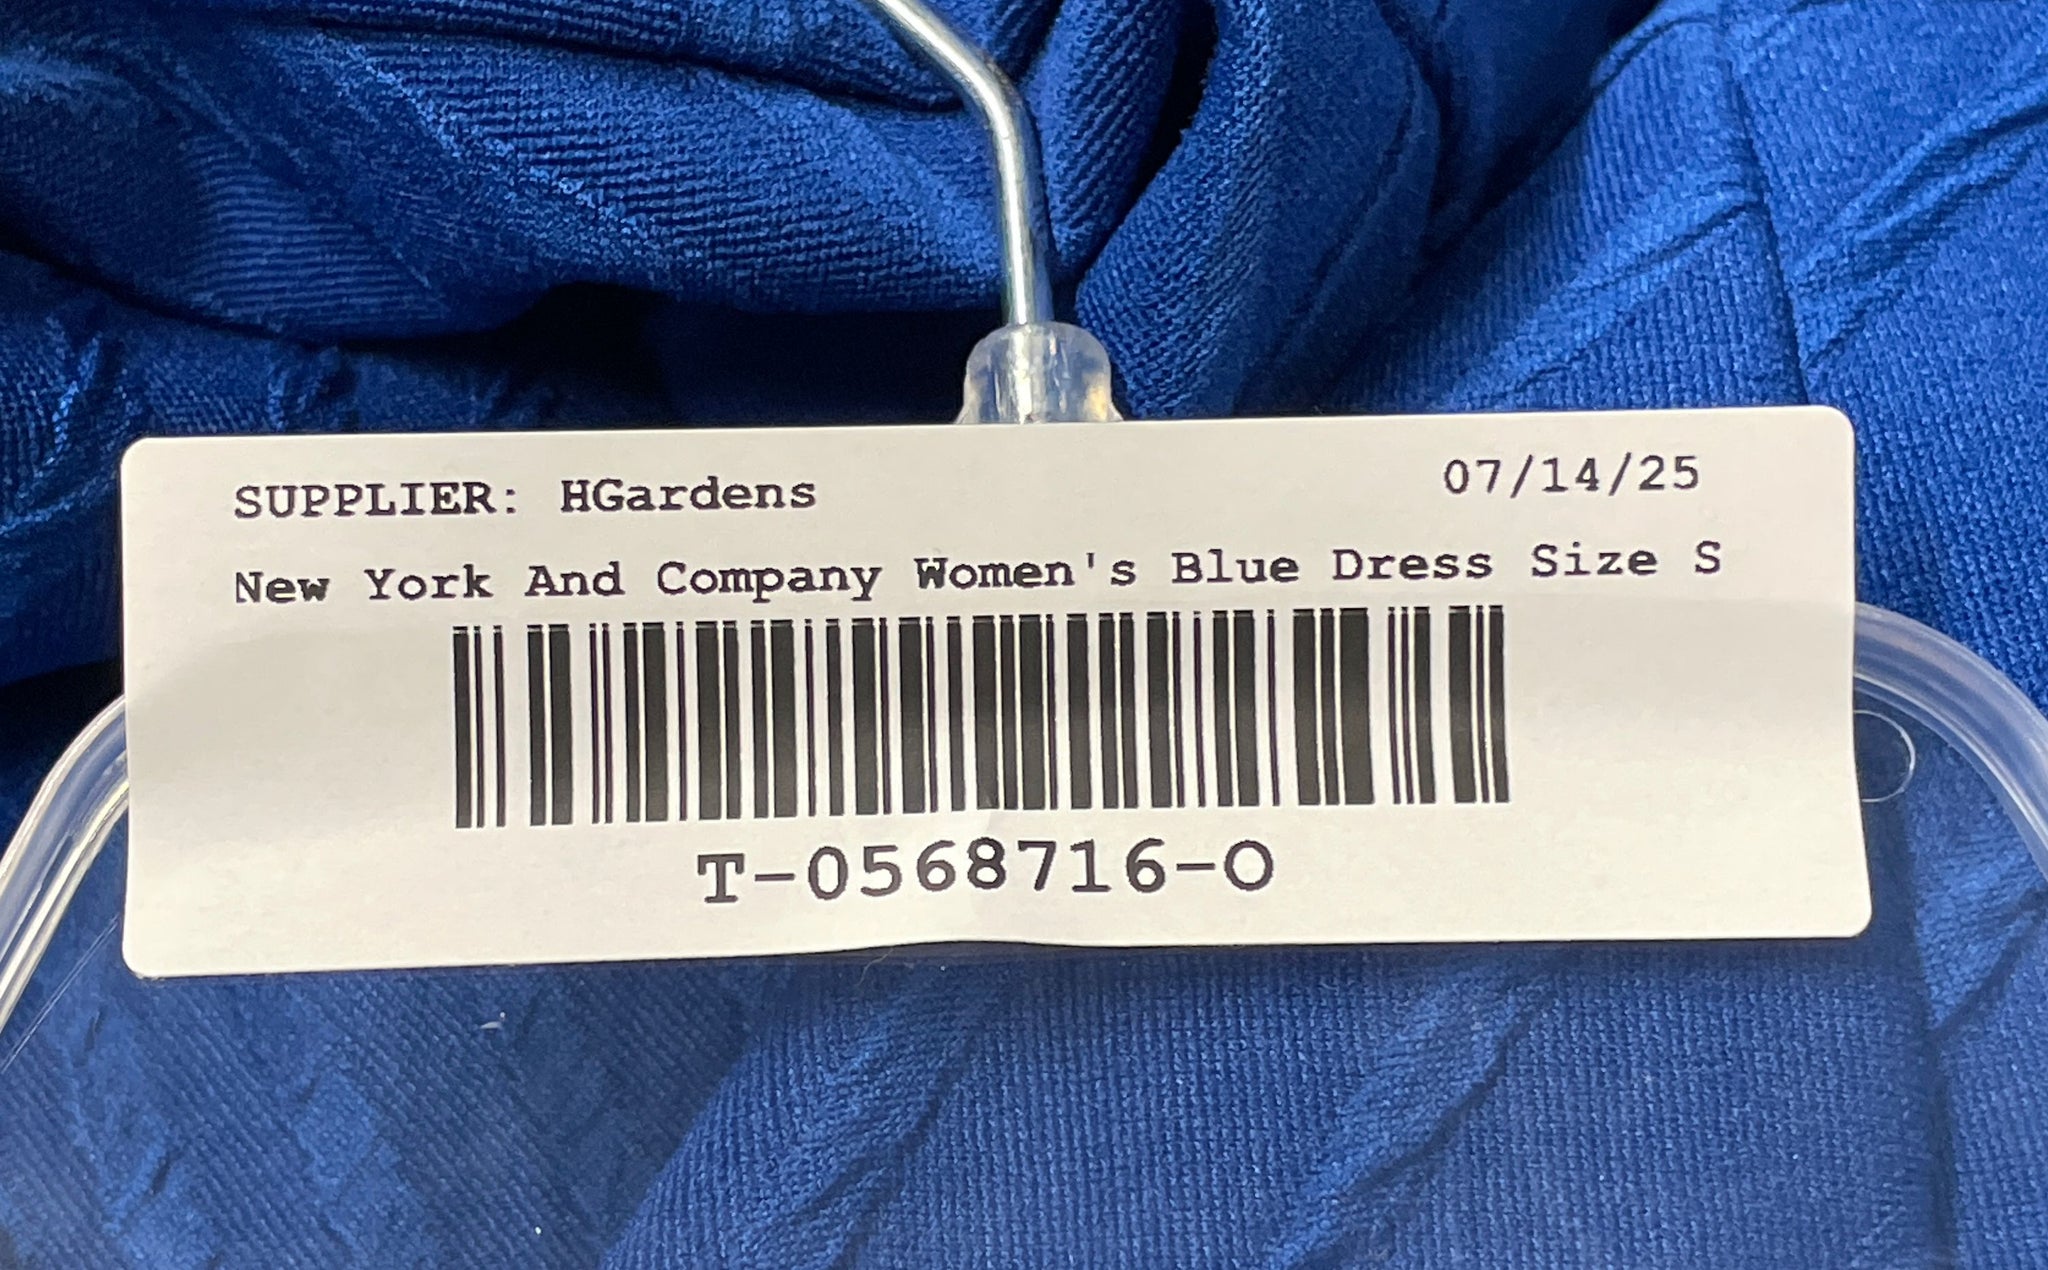 SUPPLIER: HGardens 07/14/25
New York And Company Women's Blue Dress Size S
T-0568716-O